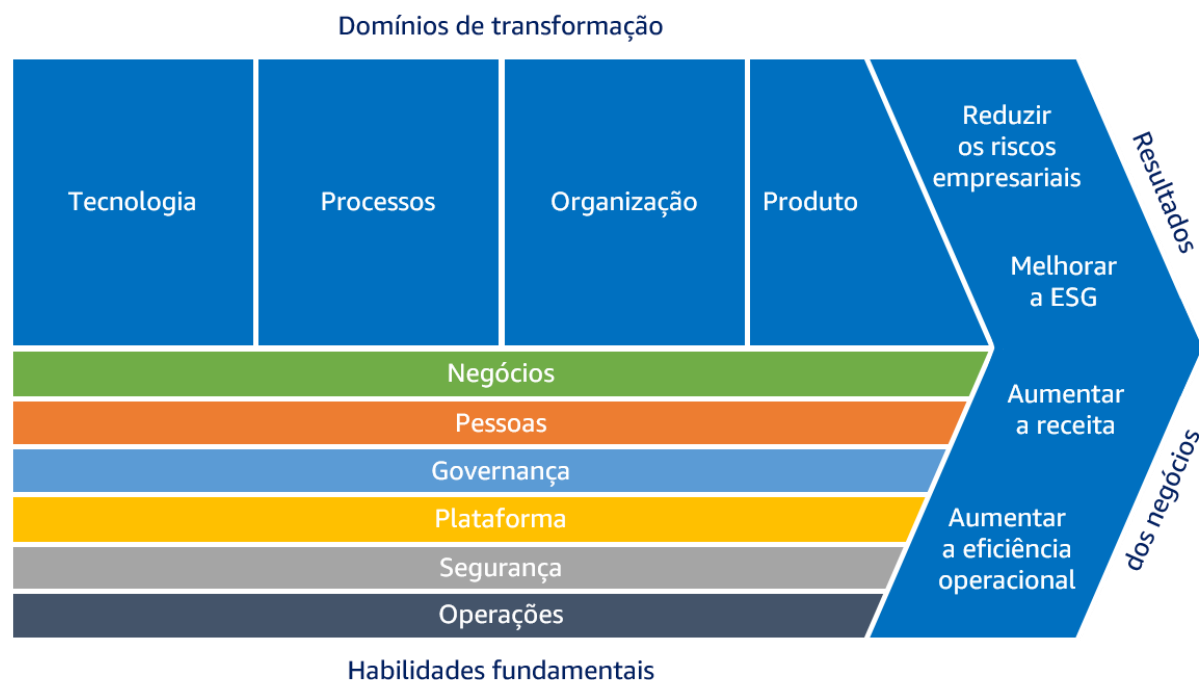 Domínios de transformação
Tecnologia
Processos
Organização
Produto
Reduzir
os riscos
empresariais
Melhorar
a ESG
Aumentar
a receita
Aumentar
a eficiência
operacional
Resultados
dos negócios
Negócios
Pessoas
Governança
Plataforma
Segurança
Operações
Habilidades fundamentais